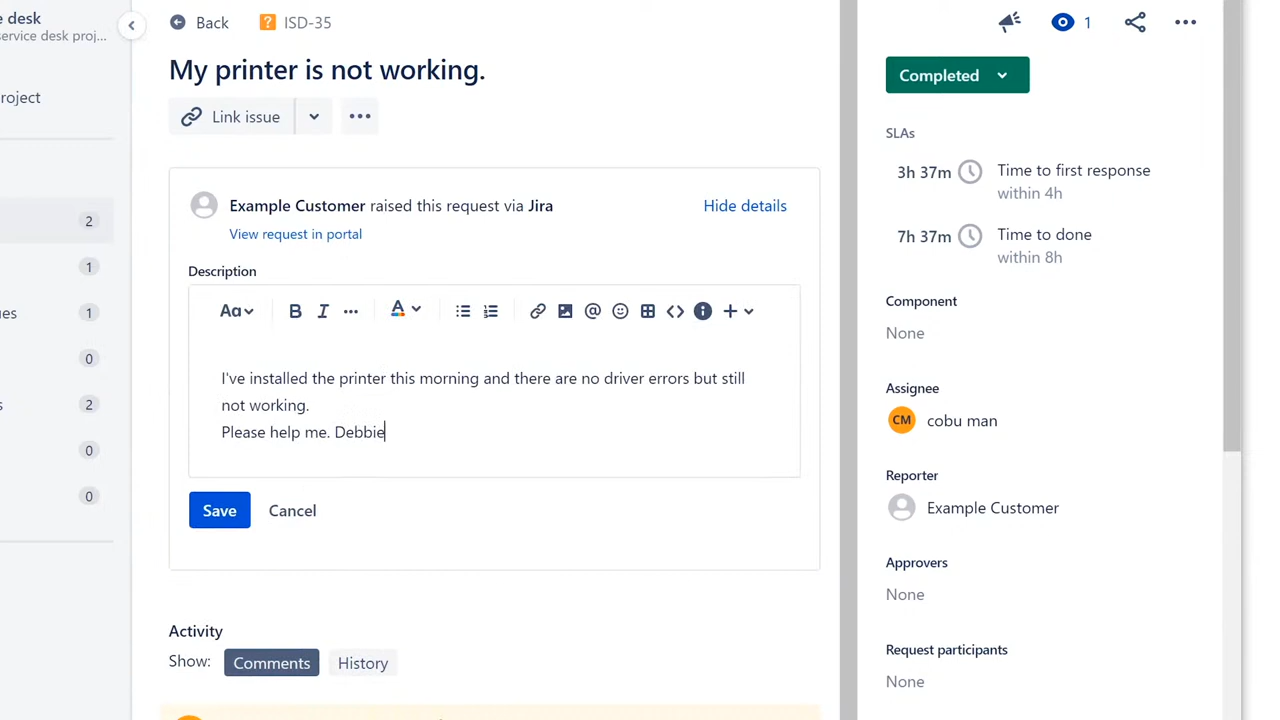 e desk
service desk proj...
roject
2
1
ues
1
0
s
2
0
0
Back
ISD-35
My printer is not working.
Link issue
Example Customer raised this request via Jira
Hide details
View request in portal
Description
Aa
B I A @ <> i +
I've installed the printer this morning and there are no driver errors but still
not working.
Please help me. Debbie
Save
Cancel
Activity
Show:
Comments
History
1
Completed
SLAs
3h 37m
Time to first response
within 4h
7h 37m
Time to done
within 8h
Component
None
Assignee
CM
cobu man
Reporter
Example Customer
Approvers
None
Request participants
None